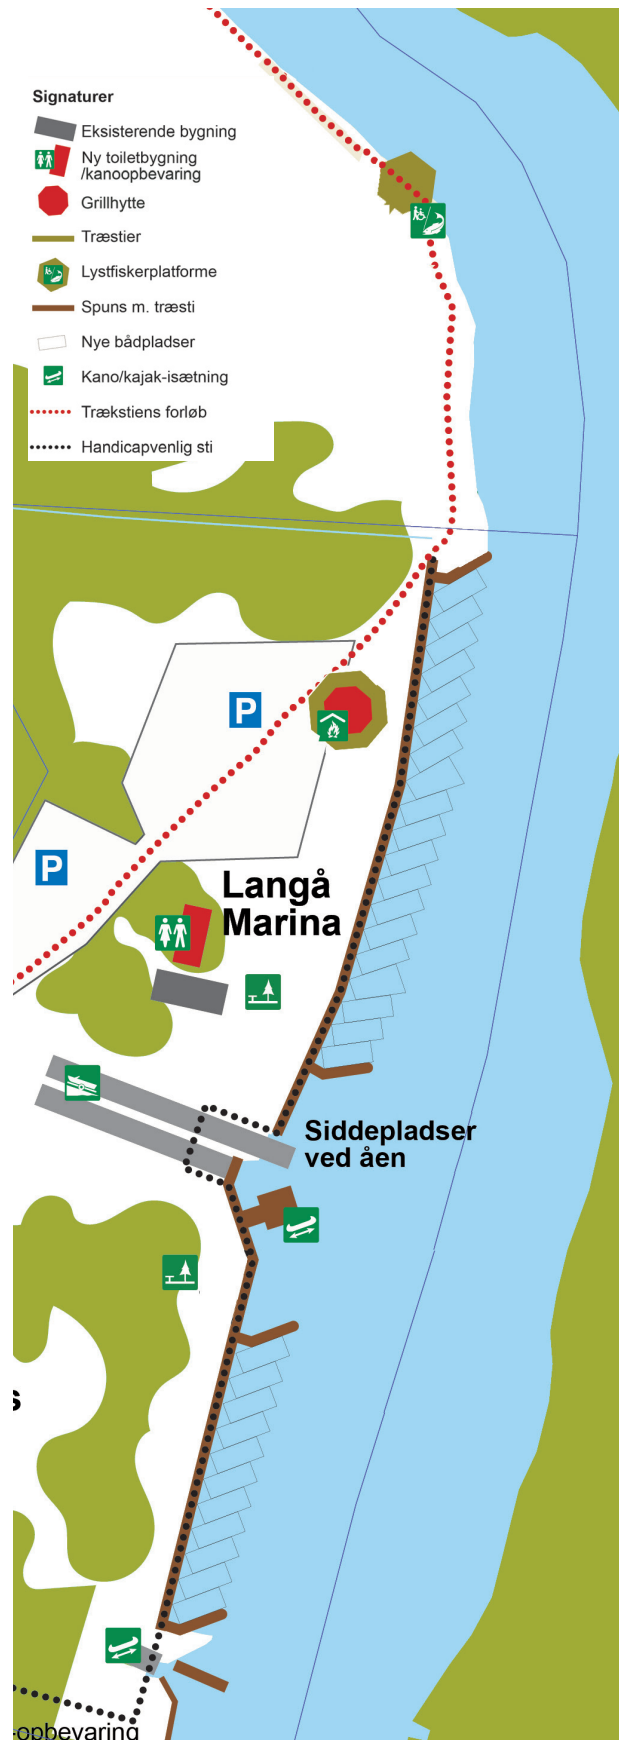 Signaturer
Eksisterende bygning
Ny toiletbygning
/kanoopbevaring
Grillhytte
Træstier
Lystfiskerplatforme
Spuns m. træsti
Nye bådpladser
Kano/kajak-isætning
Trækstiens forløb
Handicapvenlig sti
P
P
Langå
Marina
Siddepladser
ved åen
s
-opbevaring